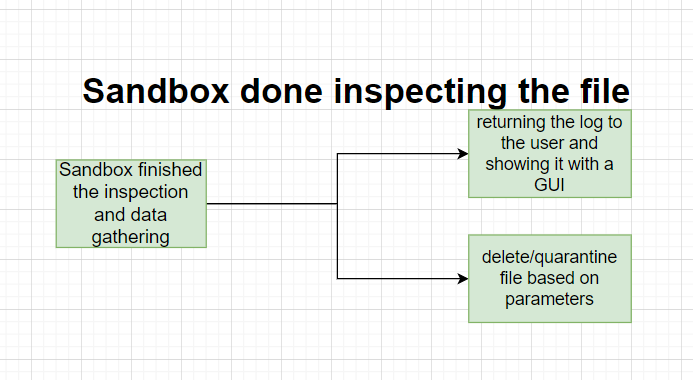 Sandbox done inspecting the file
Sandbox finished
the inspection
and data
gathering
returning the log to
the user and
showing it with a
GUI
delete/quarantine
file based on
parameters